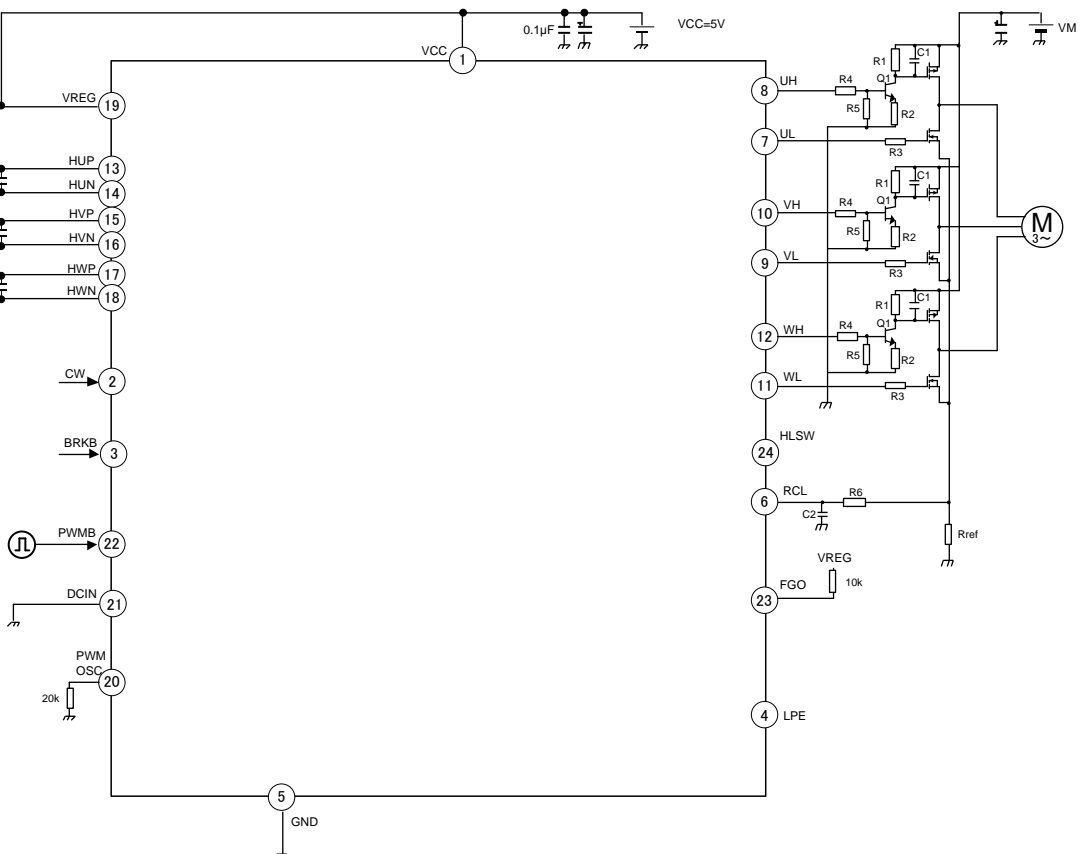 0.1µF
VCC=5V
VM
VCC
1
VREG
19
HUP
13
HUN
14
HVP
15
HVN
16
HWP
17
HWN
18
CW
2
BRKB
3
PWMB
22
DCIN
21
PWM
OSC
20
20k
5
GND
8
UH
R4
R5
Q1
R1
C1
R2
7
UL
R3
10
VH
R4
R5
Q1
R1
C1
R2
9
VL
R3
12
WH
R4
R5
Q1
R1
C1
R2
11
WL
R3
M
3~
HLSW
24
6
RCL
C2
R6
Rref
VREG
10k
FGO
23
4
LPE